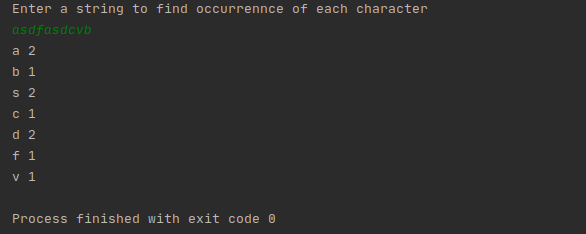 Enter a string to find occurrennce of each character
asdfasdcvb
a 2
b 1
s 2
c 1
d 2
f 1
v 1
Process finished with exit code 0